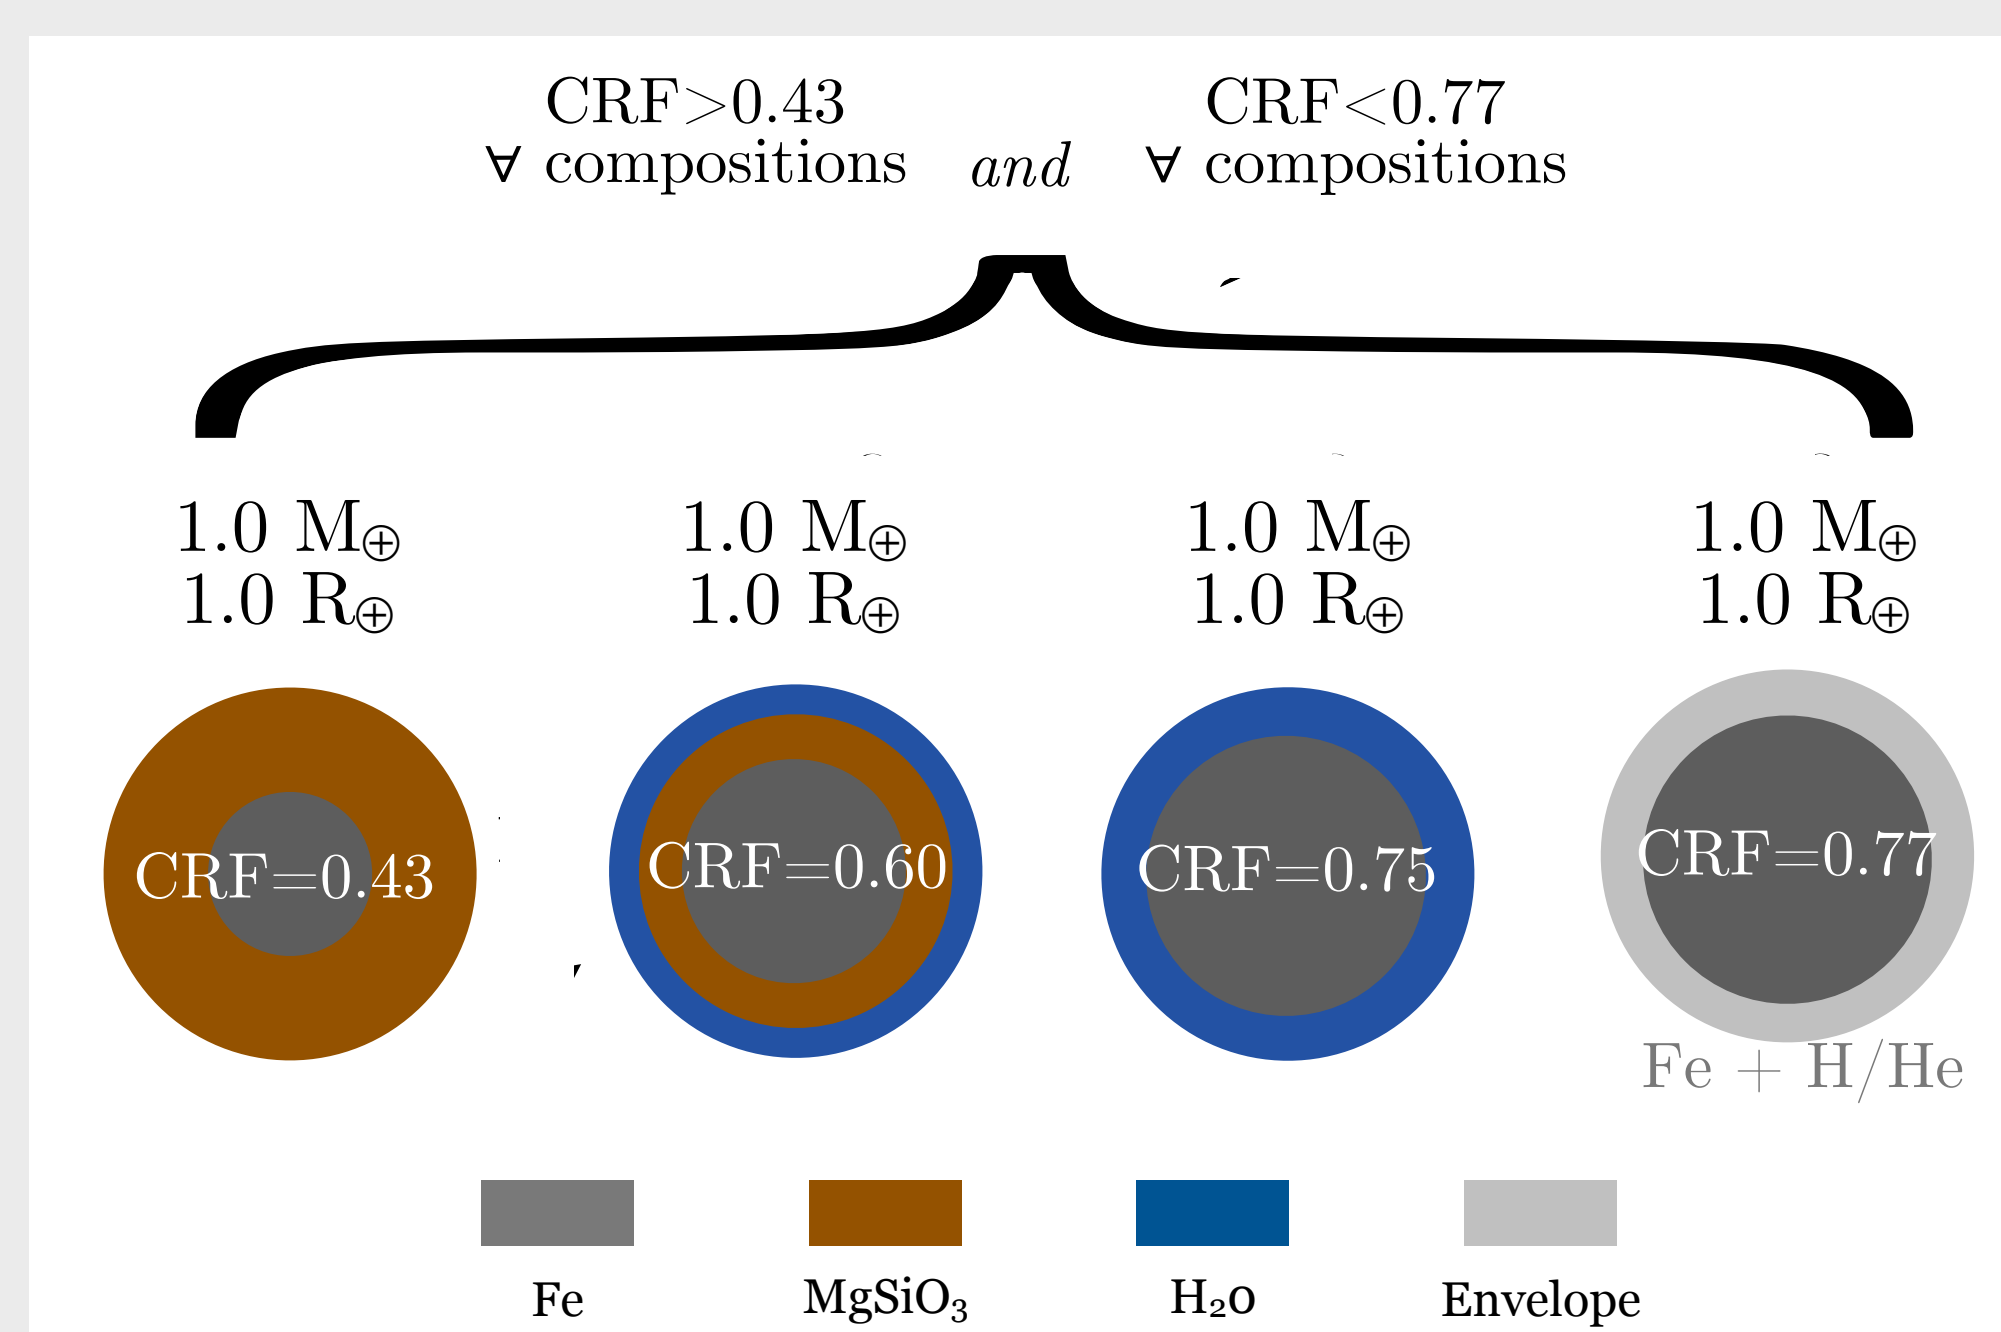 CRF>0.43
∀ compositions
and
CRF<0.77
∀ compositions
1.0 M⊕
1.0 R⊕
1.0 M⊕
1.0 R⊕
1.0 M⊕
1.0 R⊕
1.0 M⊕
1.0 R⊕
CRF=0.43
CRF=0.60
CRF=0.75
CRF=0.77
Fe + H/He
Fe
MgSiO₃
H₂0
Envelope